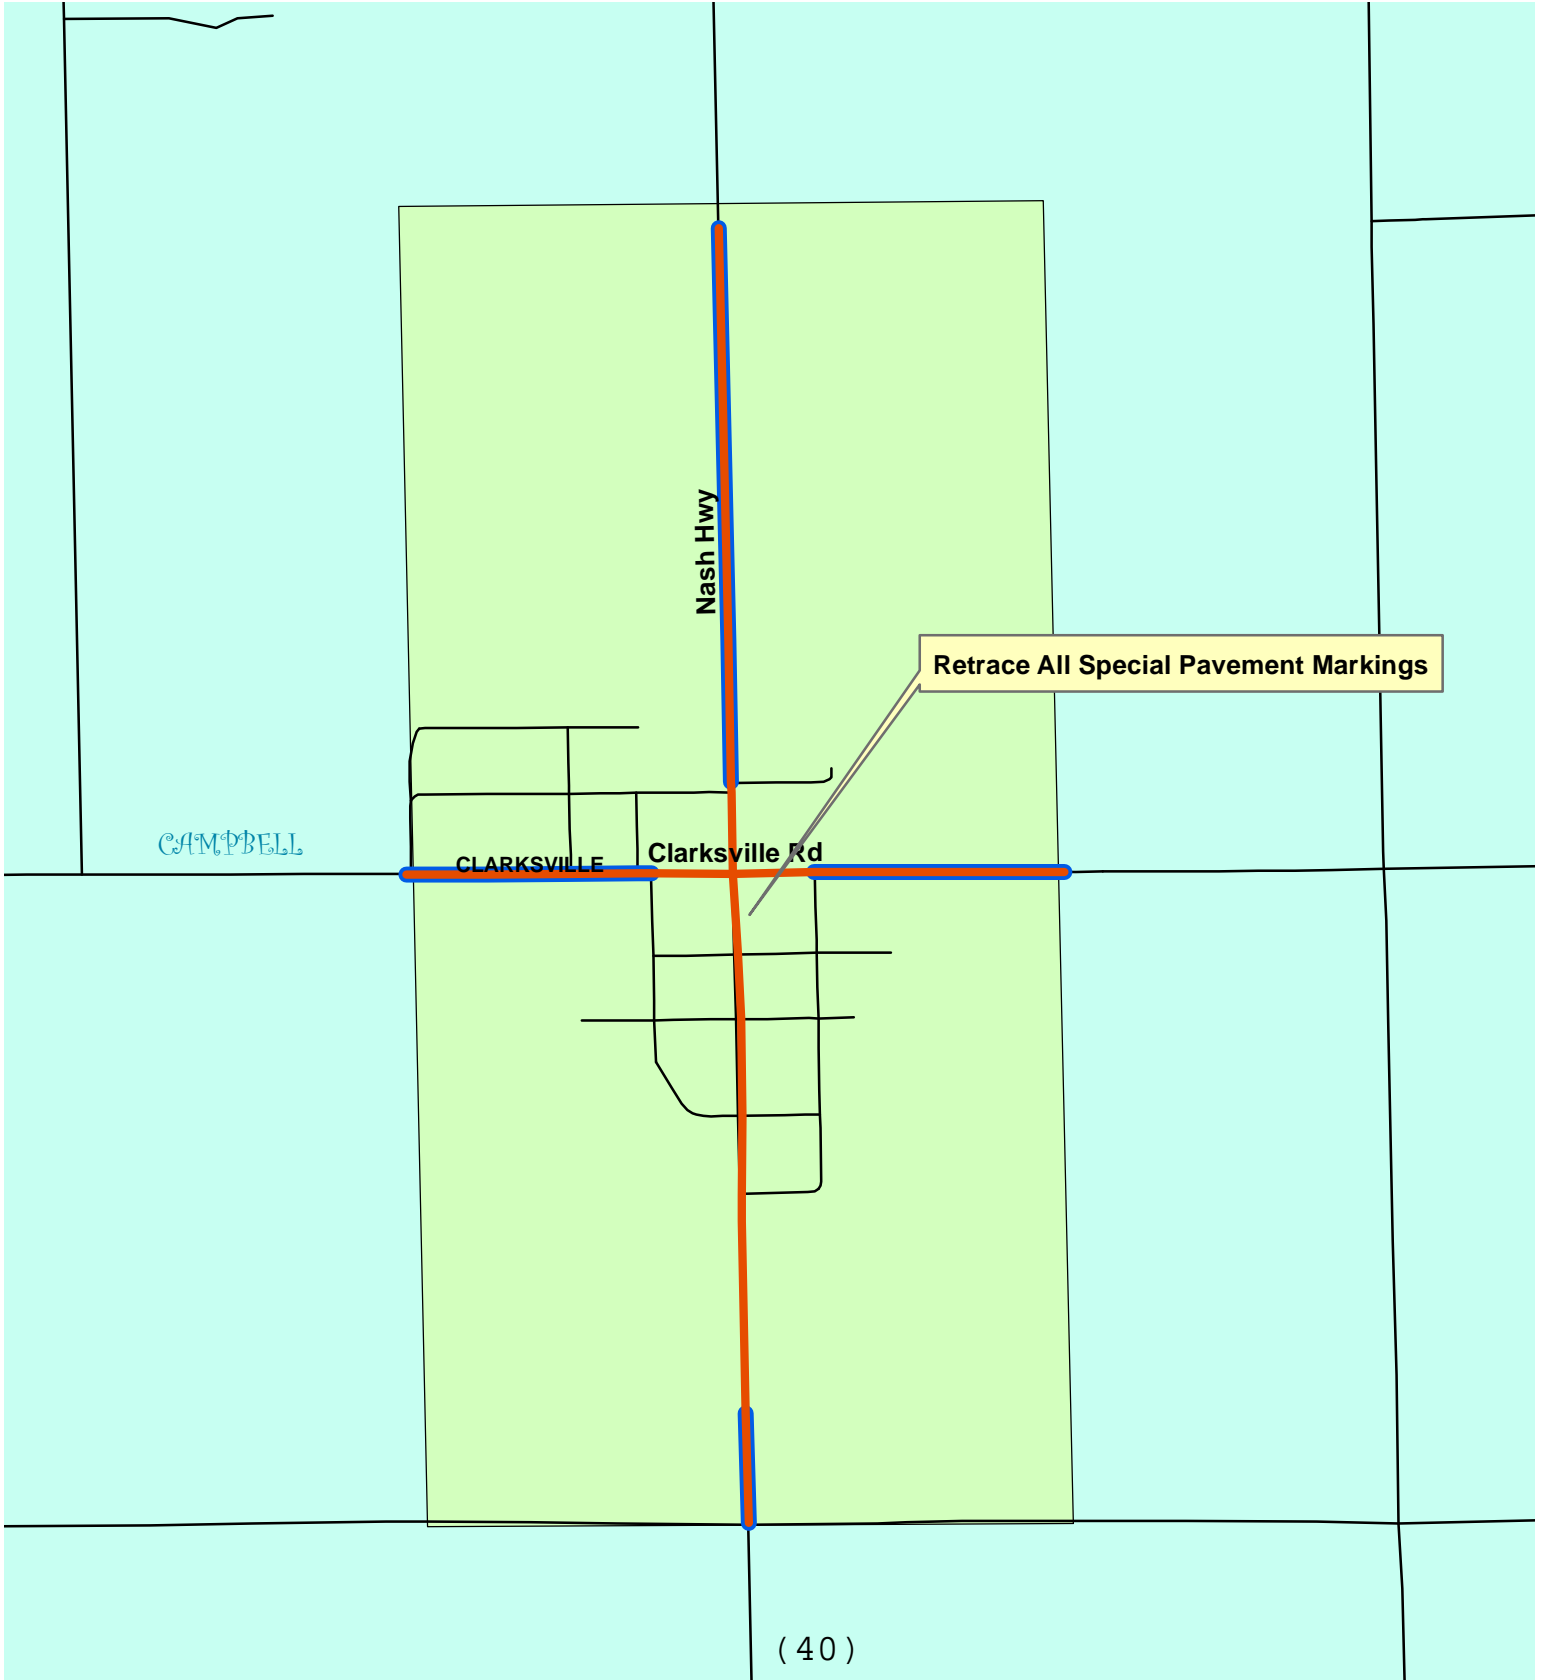 Nash Hwy
Retrace All Special Pavement Markings
CAMPBELL
CLARKSVILLE
Clarksville Rd
(40)